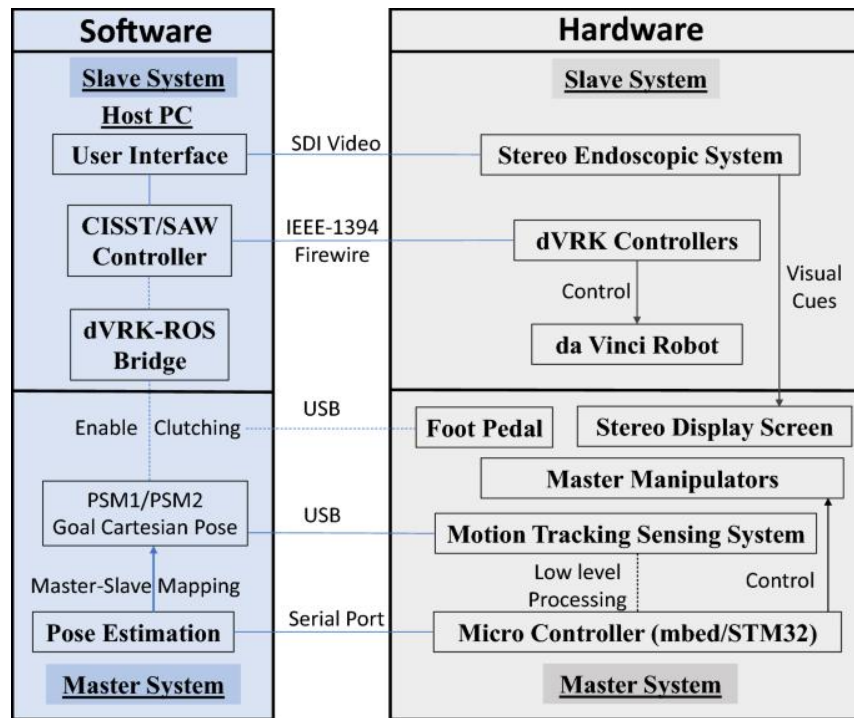 Software
Slave System
Host PC
User Interface
CISST/SAW
Controller
dVRK-ROS
Bridge
Enable
Clutching
PSM1/PSM2
Goal Cartesian Pose
Master-Slave
Mapping
Pose Estimation
Master System
SDI Video
IEEE-1394
Firewire
USB
USB
Serial Port
Hardware
Slave System
Stereo Endoscopic System
dVRK Controllers
Control
Visual
Cues
da Vinci Robot
Foot Pedal
Stereo Display Screen
Master Manipulators
Motion Tracking Sensing System
Low level
Processing
Control
Micro Controller (mbed/STM32)
Master System